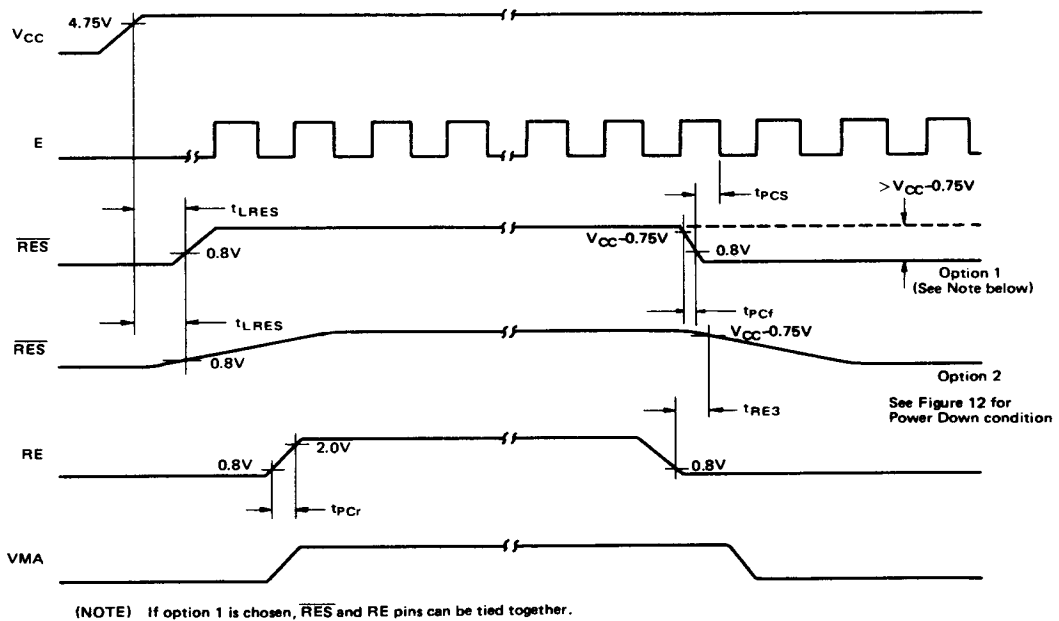 4.75V
VCC
E
tPCS
>VCC-0.75V
tLRES
RES
0.8V
VCC-0.75V
0.8V
Option 1
(See Note below)
tLRES
tPCf
RES
0.8V
VCC-0.75V
Option 2
tRE3
See Figure 12 for
Power Down condition
RE
0.8V
2.0V
0.8V
tPCr
VMA
(NOTE) If option 1 is chosen, RES and RE pins can be tied together.